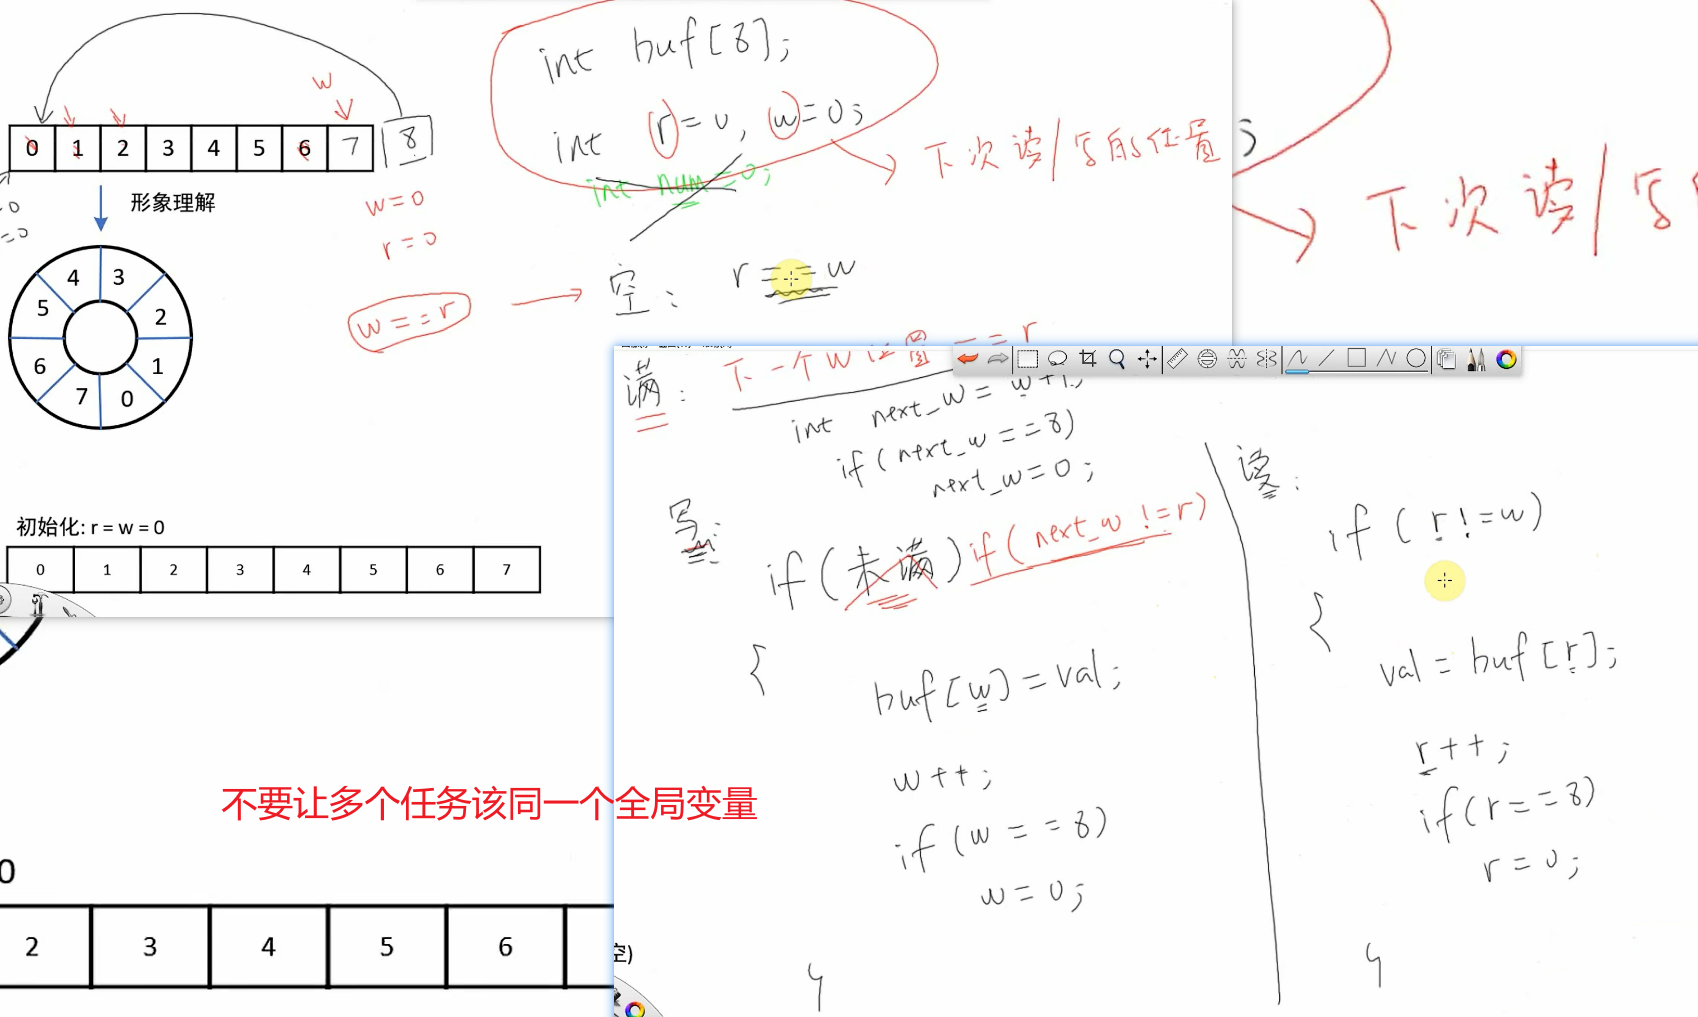 int buf[8];
int r=0, w=0;
int num=0;
下次读/写的位置
w
0 1 2 3 4 5 6 7 8
形象理解
w=0
r=0
=0
=0
4 3
5 2
6 1
7 0
w==r
空: r==w
初始化: r = w = 0
0 1 2 3 4 5 6 7
;
下次读/写
满: 下一个w位置==r
int next_w = w+1;
if(next_w==8)
next_w=0;
写:
if(未满) if(next_w!=r)
{
buf[w]=val;
w++;
if(w==8)
w=0;
}
读:
if(r!=w)
{
val=buf[r];
r++;
if(r==8)
r=0;
}
不要让多个任务该同一个全局变量
0
2 3 4 5 6
空)